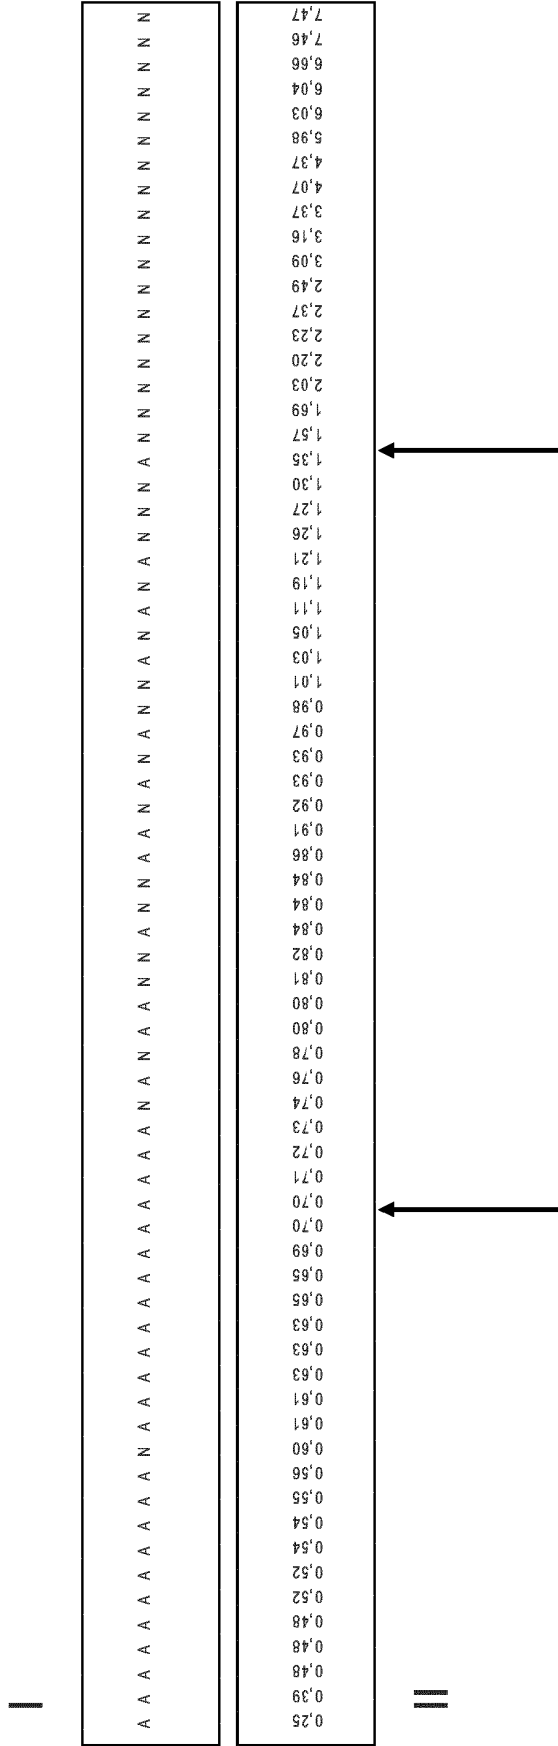 N 7,47
N 7,46
N 6,66
N 6,04
N 6,03
N 5,98
N 4,37
N 4,07
N 3,37
N 3,16
N 3,09
N 2,49
N 2,37
N 2,23
N 2,20
N 2,03
N 1,69
N 1,57
A 1,35
N 1,30
N 1,27
N 1,26
A 1,21
N 1,19
A 1,11
N 1,05
A 1,03
N 1,01
N 0,98
A 0,97
N 0,93
A 0,93
N 0,92
A 0,91
A 0,86
N 0,84
N 0,84
A 0,84
N 0,82
N 0,81
A 0,80
A 0,80
N 0,78
A 0,76
N 0,74
A 0,73
A 0,72
A 0,71
A 0,70
A 0,70
A 0,69
A 0,65
A 0,65
A 0,63
A 0,63
A 0,63
A 0,61
A 0,61
N 0,60
A 0,56
A 0,55
A 0,54
A 0,54
A 0,52
A 0,52
A 0,48
A 0,48
A 0,48
A 0,39
A 0,25
I II